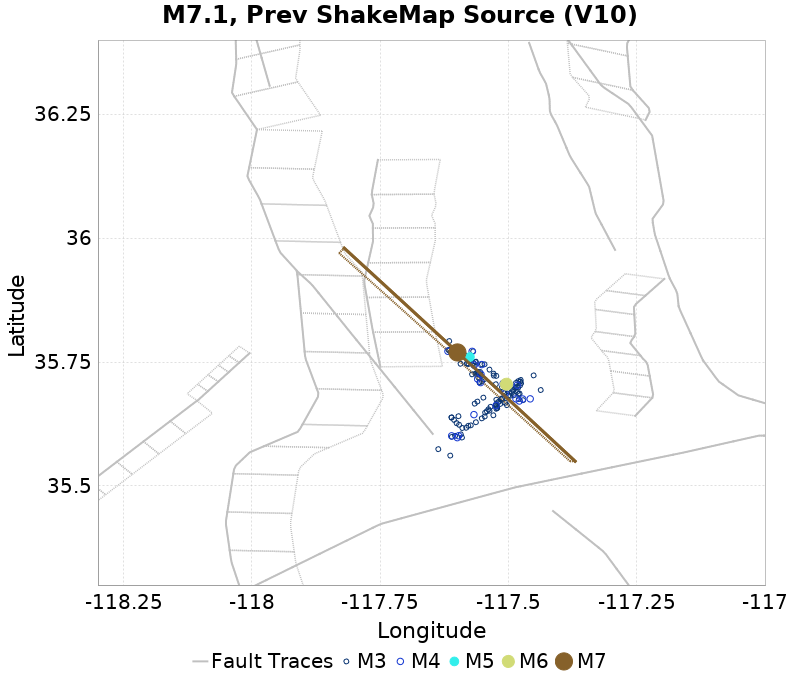 M7.1, Prev ShakeMap Source (V10)
36.25
36
35.75
35.5
Latitude
-118.25 -118 -117.75 -117.5 -117.25 -117
Longitude
Fault Traces M3 M4 M5 M6 M7